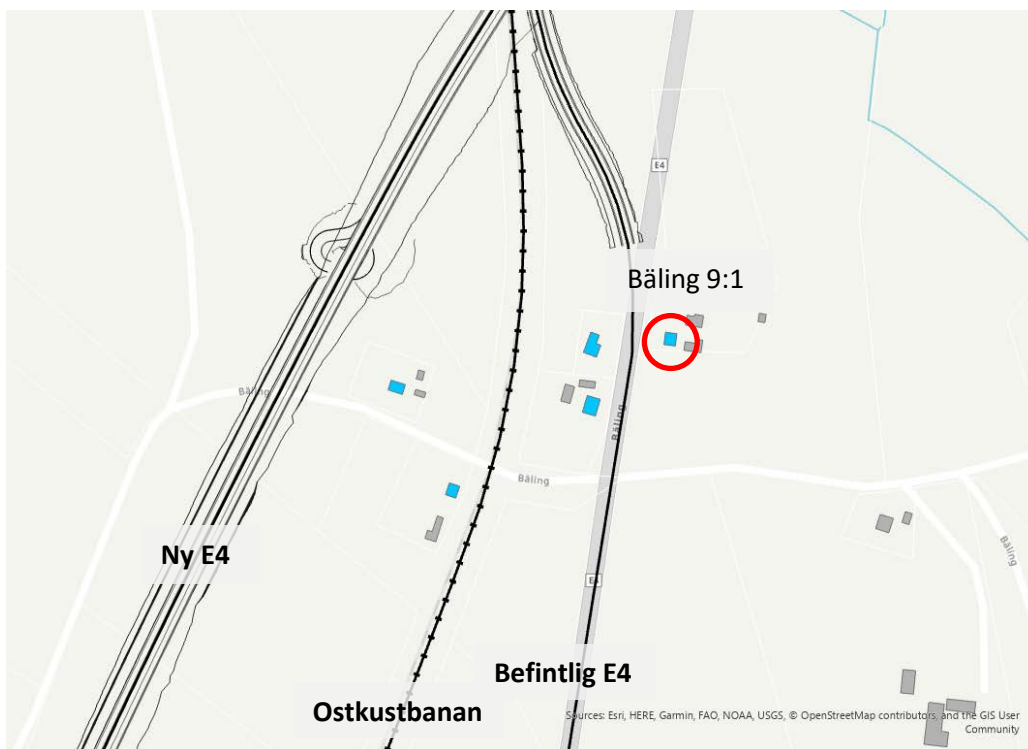 E4
Bäling 9:1
Bäling
Bäling
Bäling
Bäling
Ny E4
E4
Befintlig E4
Ostkustbanan
Sources: Esri, HERE, Garmin, FAO, NOAA, USGS, © OpenStreetMap contributors, and the GIS User
Community